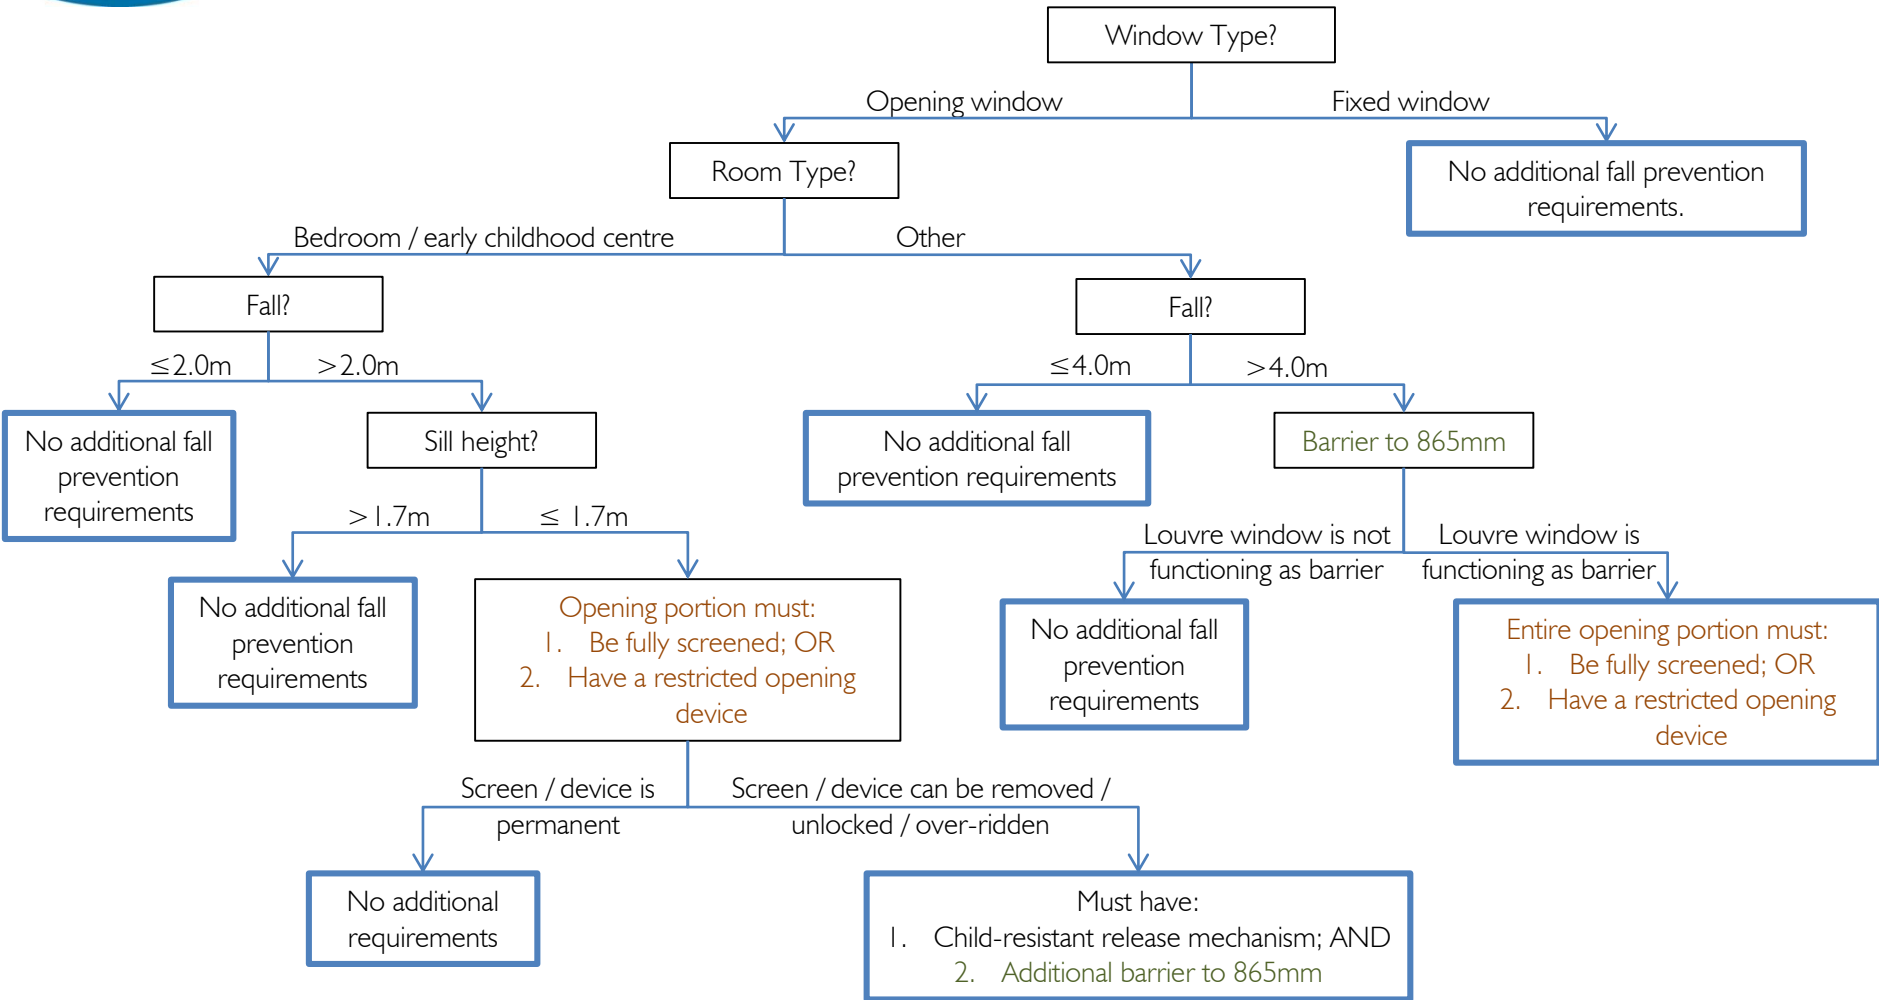 Window Type?
Opening window
Fixed window
Room Type?
No additional fall prevention
requirements.
Bedroom / early childhood centre
Other
Fall?
Fall?
≤2.0m
>2.0m
≤4.0m
>4.0m
No additional fall
prevention
requirements
Sill height?
No additional fall
prevention requirements
Barrier to 865mm
>1.7m
≤ 1.7m
Louvre window is not
functioning as barrier
Louvre window is
functioning as barrier
No additional fall
prevention
requirements
Opening portion must:
1. Be fully screened; OR
2. Have a restricted opening
device
No additional fall
prevention
requirements
Entire opening portion must:
1. Be fully screened; OR
2. Have a restricted opening
device
Screen / device is
permanent
Screen / device can be removed /
unlocked / over-ridden
No additional
requirements
Must have:
1. Child-resistant release mechanism; AND
2. Additional barrier to 865mm